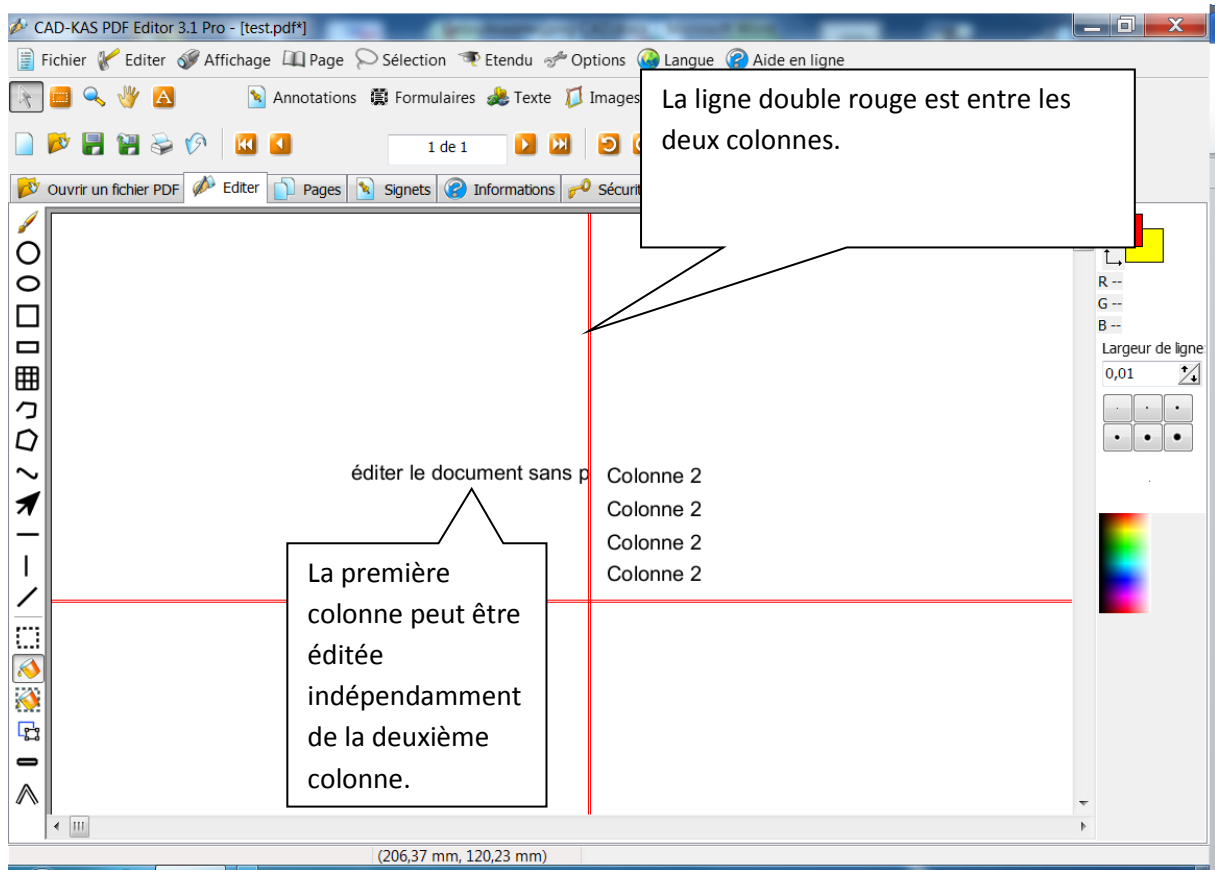 CAD-KAS PDF Editor 3.1 Pro - [test.pdf*]
Fichier Editer Affichage Page Sélection Etendu Options Langue Aide en ligne
Annotations Formulaires Texte Images
La ligne double rouge est entre les
deux colonnes.
1 de 1
Ouvrir un fichier PDF Editer Pages Signets Informations Sécurit
R --
G --
B --
Largeur de ligne:
0,01
éditer le document sans p
Colonne 2
Colonne 2
Colonne 2
Colonne 2
La première
colonne peut être
éditée
indépendamment
de la deuxième
colonne.
(206,37 mm, 120,23 mm)